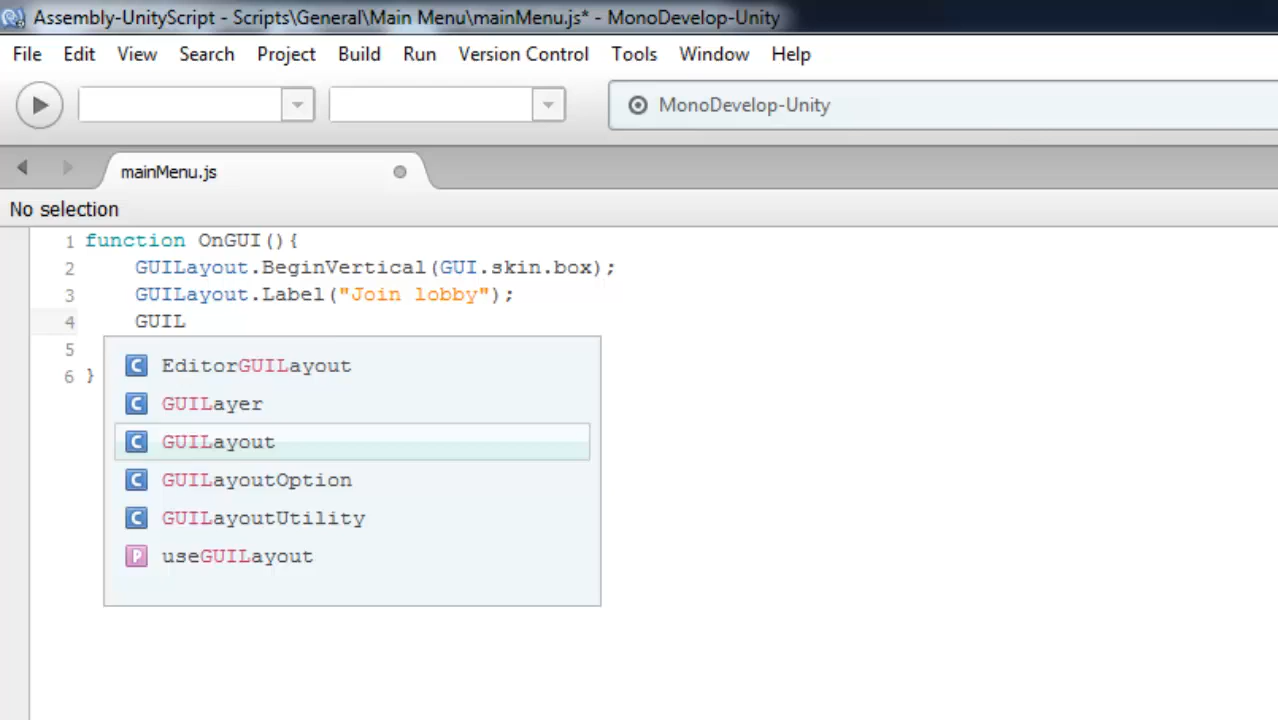 Assembly-UnityScript - Scripts\General\Main Menu\mainMenu.js* - MonoDevelop-Unity
File Edit View Search Project Build Run Version Control Tools Window Help
MonoDevelop-Unity
mainMenu.js
No selection
1 function OnGUI(){
2 GUILayout.BeginVertical(GUI.skin.box);
3 GUILayout.Label("Join lobby");
4 GUIL
5
6 }
C EditorGUILayout
C GUILayer
C GUILayout
C GUILayoutOption
C GUILayoutUtility
P useGUILayout